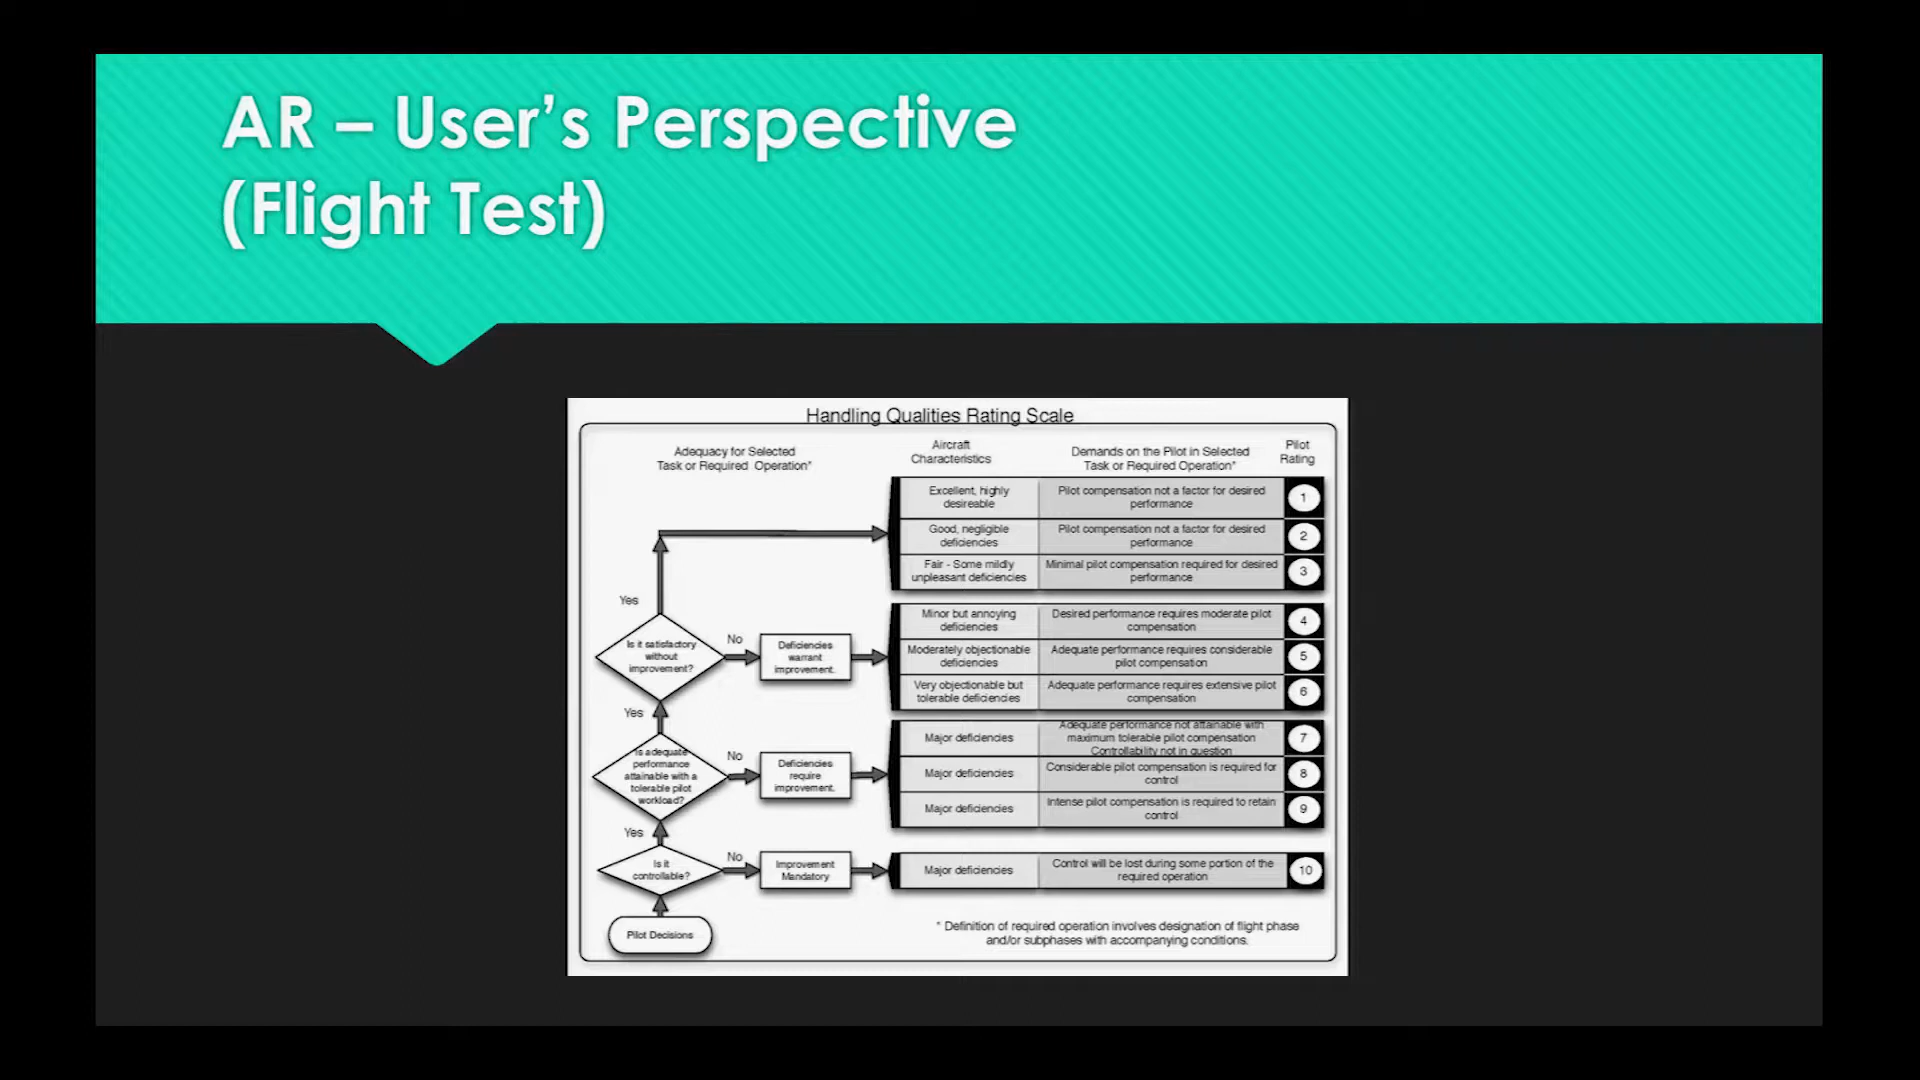 AR – User’s Perspective
(Flight Test)
Handling Qualities Rating Scale
Adequacy for Selected
Task or Required Operation*
Aircraft
Characteristics
Demands on the Pilot in Selected
Task or Required Operation*
Pilot
Rating
Excellent, highly
desireable
Pilot compensation not a factor for desired
performance
1
Good, negligible
deficiencies
Pilot compensation not a factor for desired
performance
2
Fair - Some mildly
unpleasant deficiencies
Minimal pilot compensation required for desired
performance
3
Yes
Is it satisfactory
without
improvement?
No
Deficiencies
warrant
improvement.
Minor but annoying
deficiencies
Desired performance requires moderate pilot
compensation
4
Moderately objectionable
deficiencies
Adequate performance requires considerable
pilot compensation
5
Very objectionable but
tolerable deficiencies
Adequate performance requires extensive pilot
compensation
6
Yes
Is adequate
performance
attainable with a
tolerable pilot
workload?
No
Deficiencies
require
improvement.
Major deficiencies
Adequate performance not attainable with
maximum tolerable pilot compensation
Controllability not in question
7
Major deficiencies
Considerable pilot compensation is required for
control
8
Major deficiencies
Intense pilot compensation is required to retain
control
9
Yes
Is it
controllable?
No
Improvement
Mandatory
Major deficiencies
Control will be lost during some portion of the
required operation
10
Pilot Decisions
* Definition of required operation involves designation of flight phase
and/or subphases with accompanying conditions.